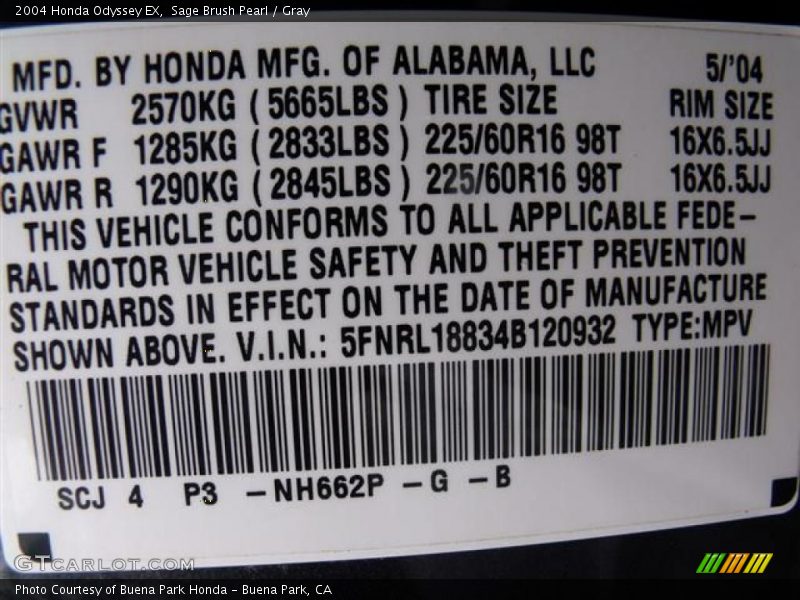 2004 Honda Odyssey EX,  Sage Brush Pearl / Gray
MFD. BY HONDA MFG. OF ALABAMA, LLC 5/'04
GVWR 2570KG ( 5665LBS ) TIRE SIZE RIM SIZE
GAWR F 1285KG ( 2833LBS ) 225/60R16 98T 16X6.5JJ
GAWR R 1290KG ( 2845LBS ) 225/60R16 98T 16X6.5JJ
THIS VEHICLE CONFORMS TO ALL APPLICABLE FEDE-
RAL MOTOR VEHICLE SAFETY AND THEFT PREVENTION
STANDARDS IN EFFECT ON THE DATE OF MANUFACTURE
SHOWN ABOVE. V.I.N.: 5FNRL18834B120932 TYPE:MPV
SCJ 4 P3 -NH662P -G -B
GTCARLOT.COM
Photo Courtesy of Buena Park Honda - Buena Park, CA